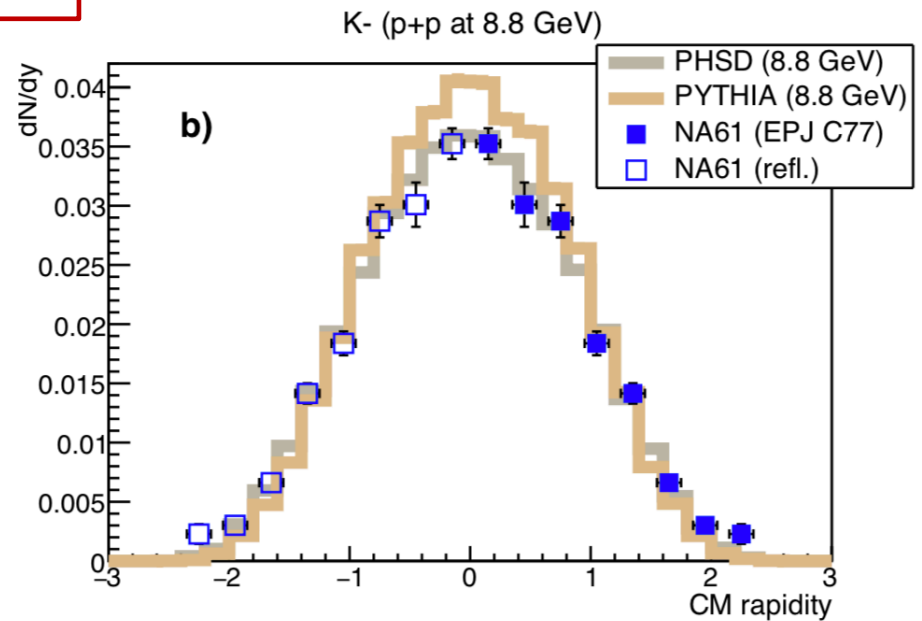 K- (p+p at 8.8 GeV)
dN/dy
b)
PHSD (8.8 GeV)
PYTHIA (8.8 GeV)
NA61 (EPJ C77)
NA61 (refl.)
0.04
0.035
0.03
0.025
0.02
0.015
0.01
0.005
0
−3 −2 −1 0 1 2 3
CM rapidity